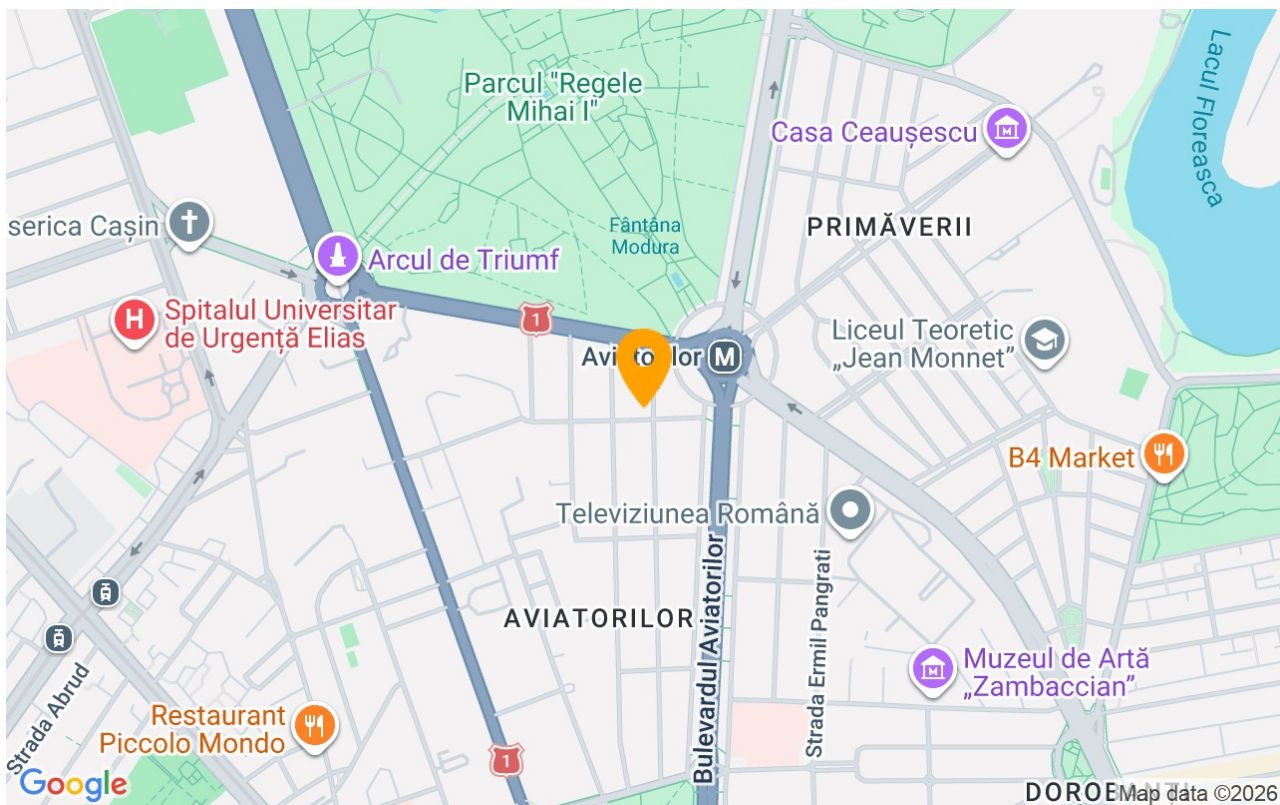 Parcul "Regele
Mihai I"
Lacul Floreasca
Casa Ceaușescu
PRIMĂVERII
Fântâna
Modura
serica Cașin
Arcul de Triumf
H
Spitalul Universitar
de Urgență Elias
1
Liceul Teoretic
„Jean Monnet”
M
B4 Market
Televiziunea Română
Bulevardul Aviatorilor
Strada Ermil Pangrati
AVIATORILOR
Muzeul de Artă
„Zambaccian”
Strada Abrud
Restaurant
Piccolo Mondo
1
Google
Map data ©2026